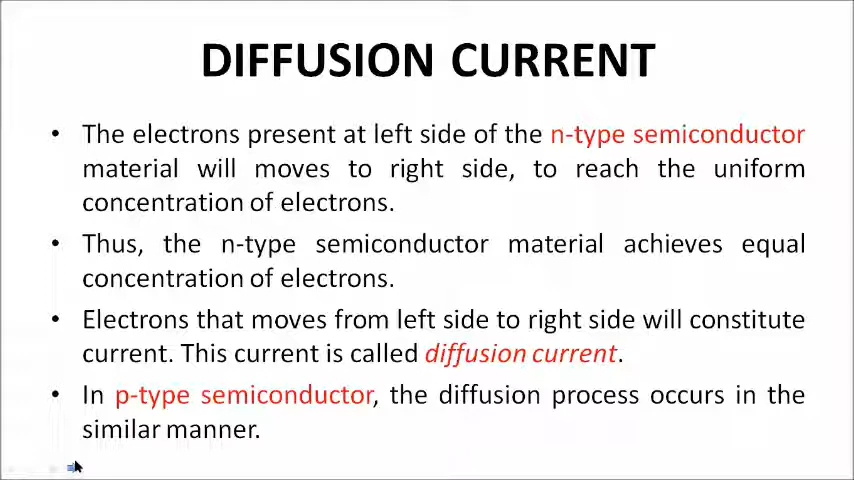 DIFFUSION CURRENT
• The electrons present at left side of the n-type semiconductor
material will moves to right side, to reach the uniform
concentration of electrons.
• Thus, the n-type semiconductor material achieves equal
concentration of electrons.
• Electrons that moves from left side to right side will constitute
current. This current is called diffusion current.
• In p-type semiconductor, the diffusion process occurs in the
similar manner.